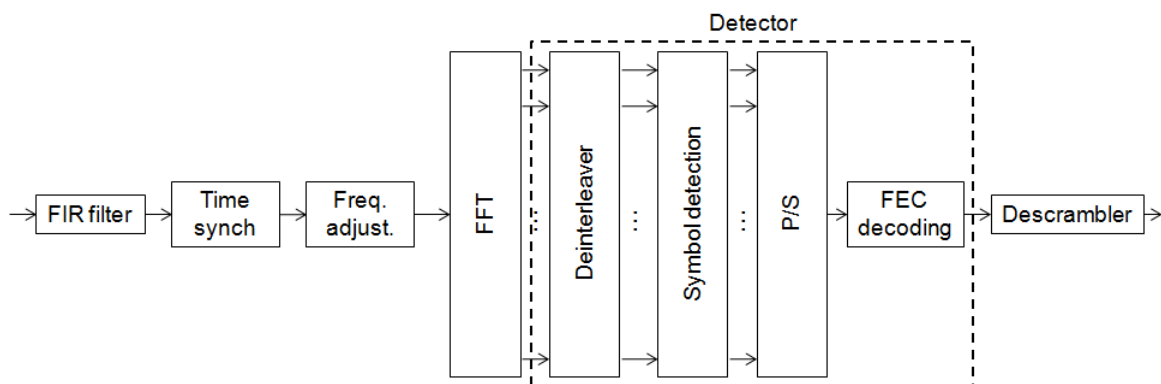 Detector
FIR filter
Time
synch
Freq.
adjust.
FFT
...
Deinterleaver
...
Symbol detection
...
P/S
FEC
decoding
Descrambler